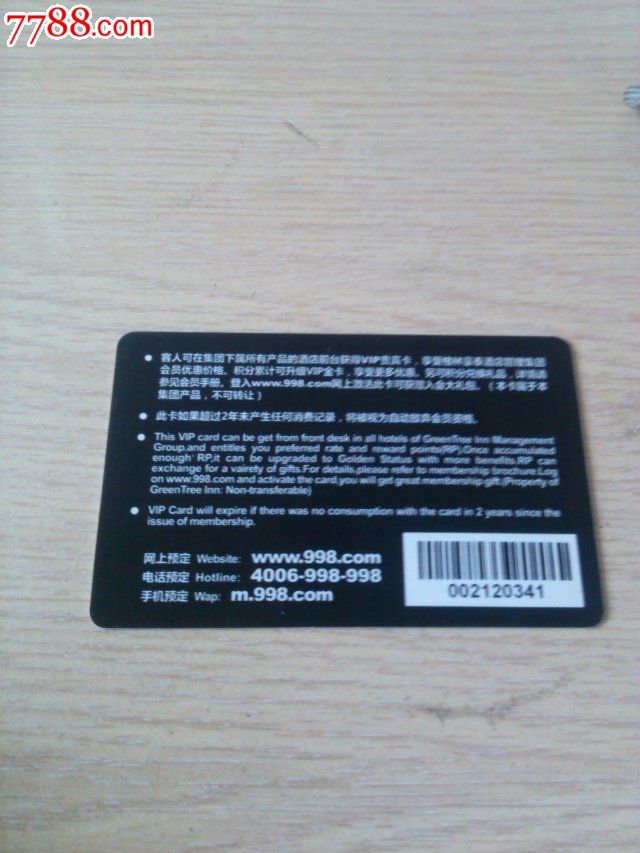 7788.com
● 客人可在集团下属所有产品的酒店前台获得VIP贵宾卡，享受格林豪泰酒店管理集团
会员优惠价格。积分累计可升级VIP金卡，享受更多优惠。更可积分兑换礼品，详情请
参见会员手册。登入www.998.com网上激活此卡可获赠入会大礼包。（本卡属于本
集团产品，不可转让）
● 此卡如果超过2年未产生任何消费记录，将被视为自动放弃会员资格。
● This VIP card can be get from front desk in all hotels of GreenTree Inn Management
Group,and entitles you preferred rate and reward points(RP).Once accumulated
enough' RP,it can be upgraded to Golden Status with more benefits.RP can
exchange for a vairety of gifts.For details,please refer to membership brochure.Log
on www.998.com and activate the card,you will get great membership gift.(Property of
GreenTree Inn: Non-transferable)
● VIP Card will expire if there was no consumption with the card in 2 years since the
issue of membership.
网上预定 Website: www.998.com
电话预定 Hotline: 4006-998-998
手机预定 Wap: m.998.com
002120341